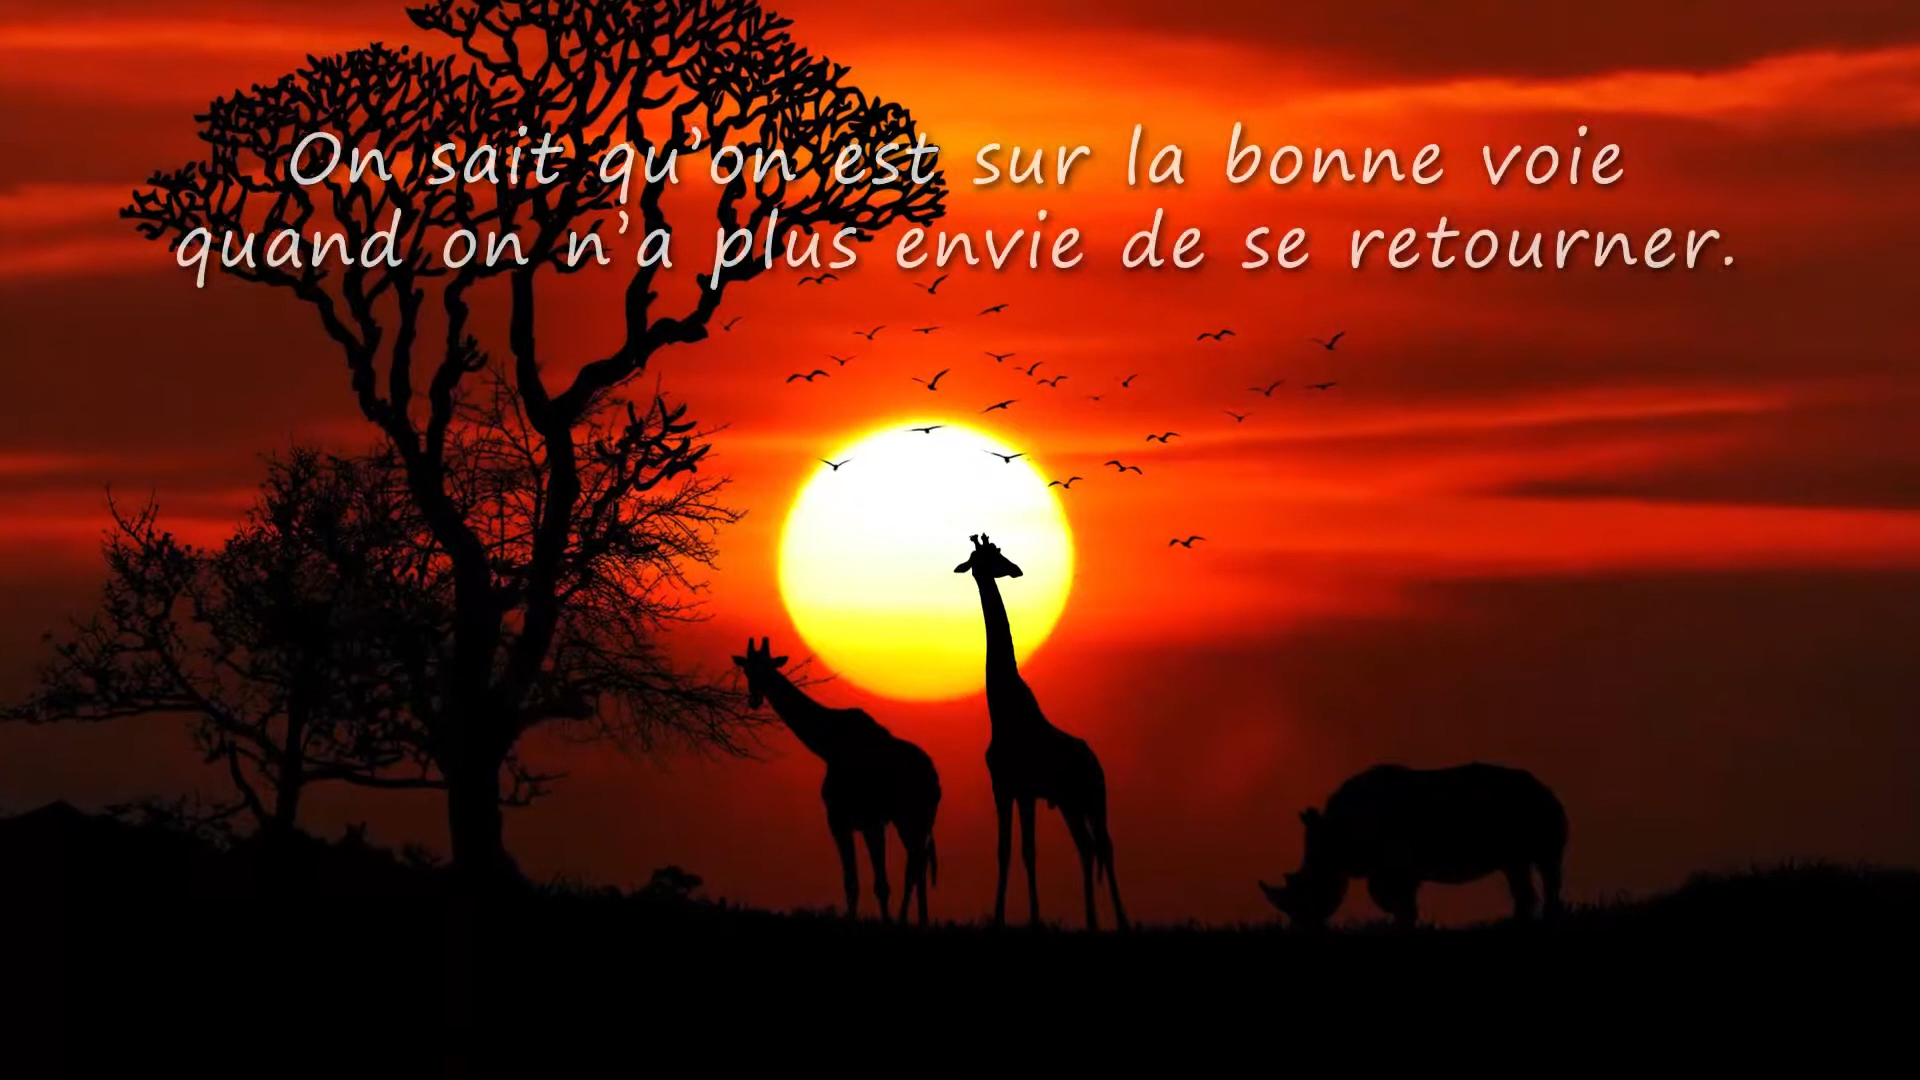 On sait qu’on est sur la bonne voie
quand on n’a plus envie de se retourner.